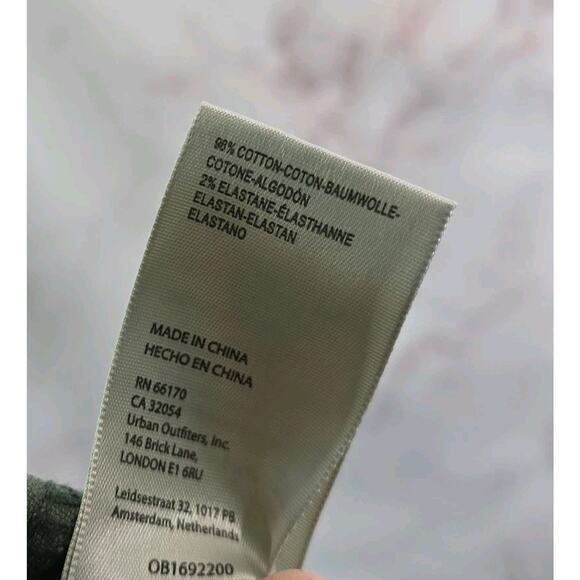 98% COTTON-COTON-BAUMWOLLE-
COTONE-ALGODÓN
2% ELASTANE-ÉLASTHANNE
ELASTAN-ELASTAN
ELASTANO
MADE IN CHINA
HECHO EN CHINA
RN 66170
CA 32054
Urban Outfiters, Inc.
146 Brick Lane,
LONDON E1 6RU
Leidsestraat 32, 1017 PB
Amsterdam, Netherlands
OB1692200